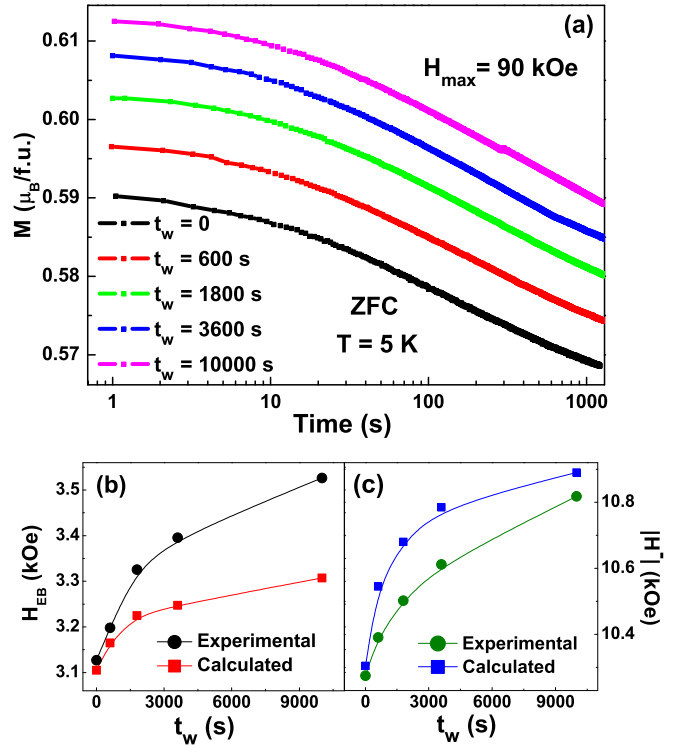 (a)
H_max = 90 kOe
0.61
0.60
0.59
0.58
0.57
M (μ_B/f.u.)
t_w = 0
t_w = 600 s
t_w = 1800 s
t_w = 3600 s
t_w = 10000 s
ZFC
T = 5 K
1 10 100 1000
Time (s)
(b)
3.5
3.4
3.3
3.2
3.1
H_EB (kOe)
Experimental
Calculated
0 3000 6000 9000
t_w (s)
(c)
10.8
10.6
10.4
|H^-| (kOe)
Experimental
Calculated
0 3000 6000 9000
t_w (s)